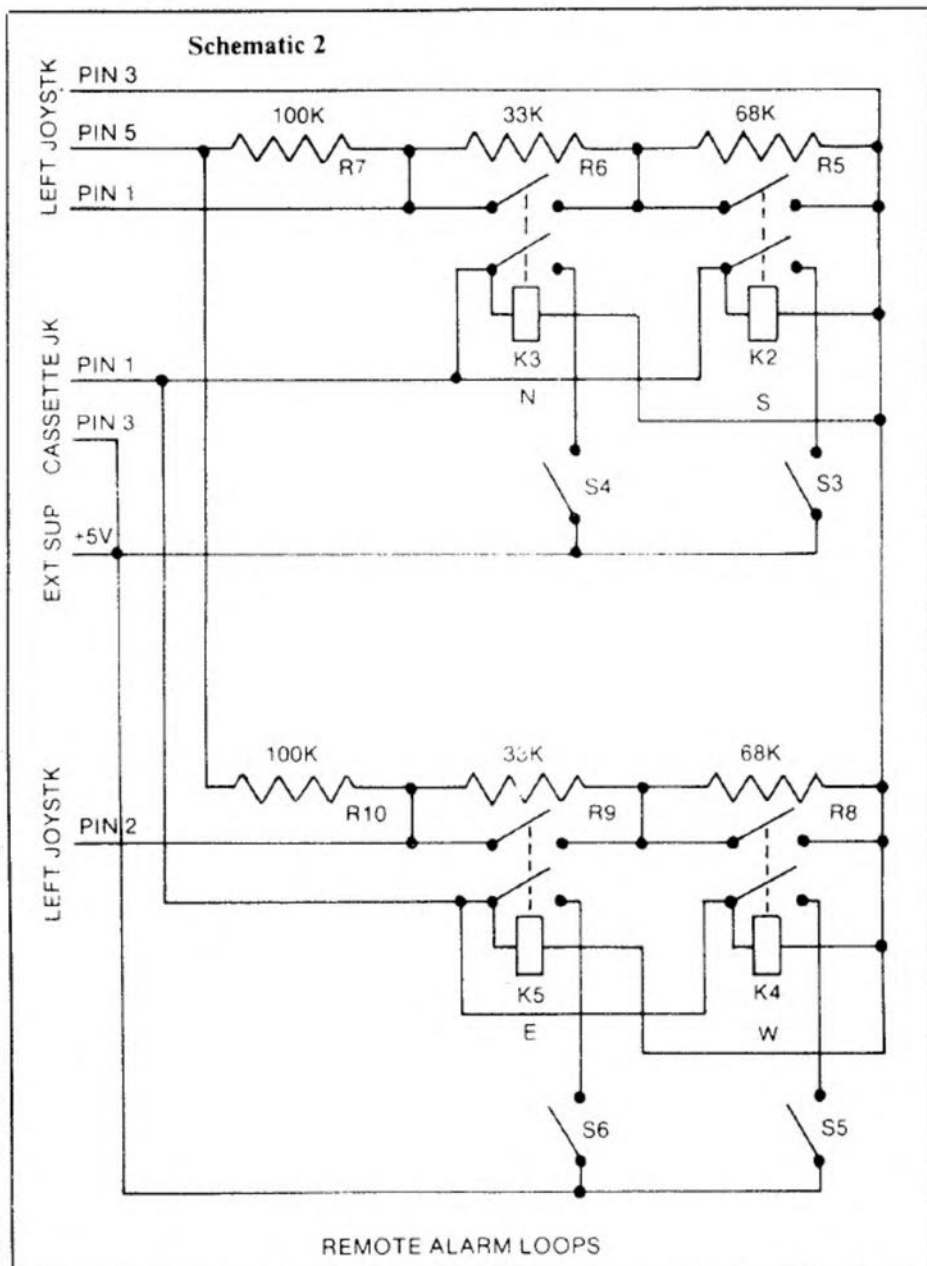 Schematic 2
LEFT JOYSTK
PIN 3
PIN 5
PIN 1
100K
33K
68K
R7
R6
R5
CASSETTE JK
PIN 1
PIN 3
K3
K2
N
S
S4
S3
EXT SUP
+5V
100K
33K
68K
R10
R9
R8
LEFT JOYSTK
PIN 2
K5
K4
E
W
S6
S5
REMOTE ALARM LOOPS